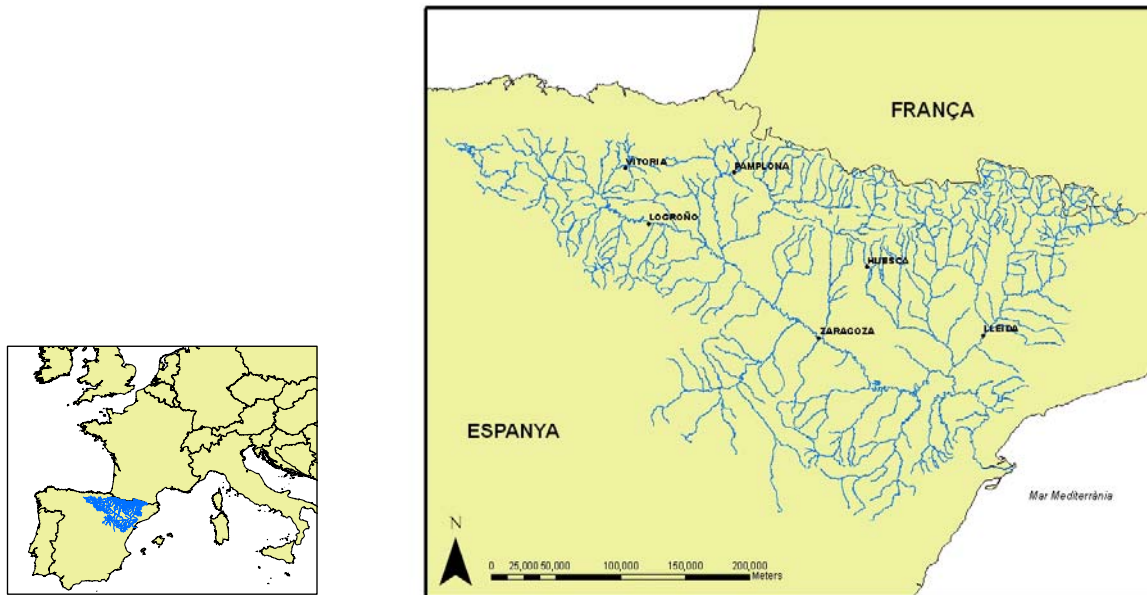 FRANÇA
VITORIA
PAMPLONA
LOGROÑO
HUESCA
ZARAGOZA
LLEIDA
ESPANYA
Mar Mediterrània
N
0 25,000 50,000 100,000 150,000 200,000
Meters